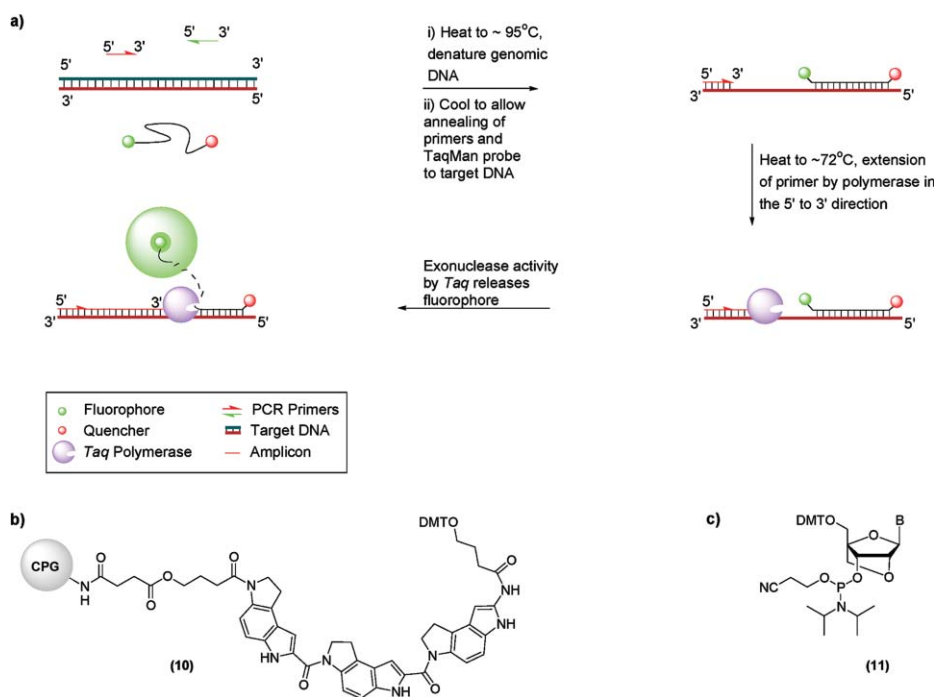 a)
5' 3' 5' 3'
5' 3'
3' 5'
i) Heat to ~ 95°C,
denature genomic
DNA
ii) Cool to allow
annealing of
primers and
TaqMan probe
to target DNA
5' 3'
3' 5'
Heat to ~72°C, extension
of primer by polymerase in
the 5' to 3' direction
5'
3' 5'
Exonuclease activity
by Taq releases
fluorophore
5' 3'
3' 5'
Fluorophore
Quencher
Taq Polymerase
PCR Primers
Target DNA
Amplicon
b)
CPG
N
H
O
O
O
O
N
HN
O
N
N
H
O
N
N
H
NH
O
DMTO
(10)
c)
DMTO
B
O
O
O
NC
O
P
N
(11)